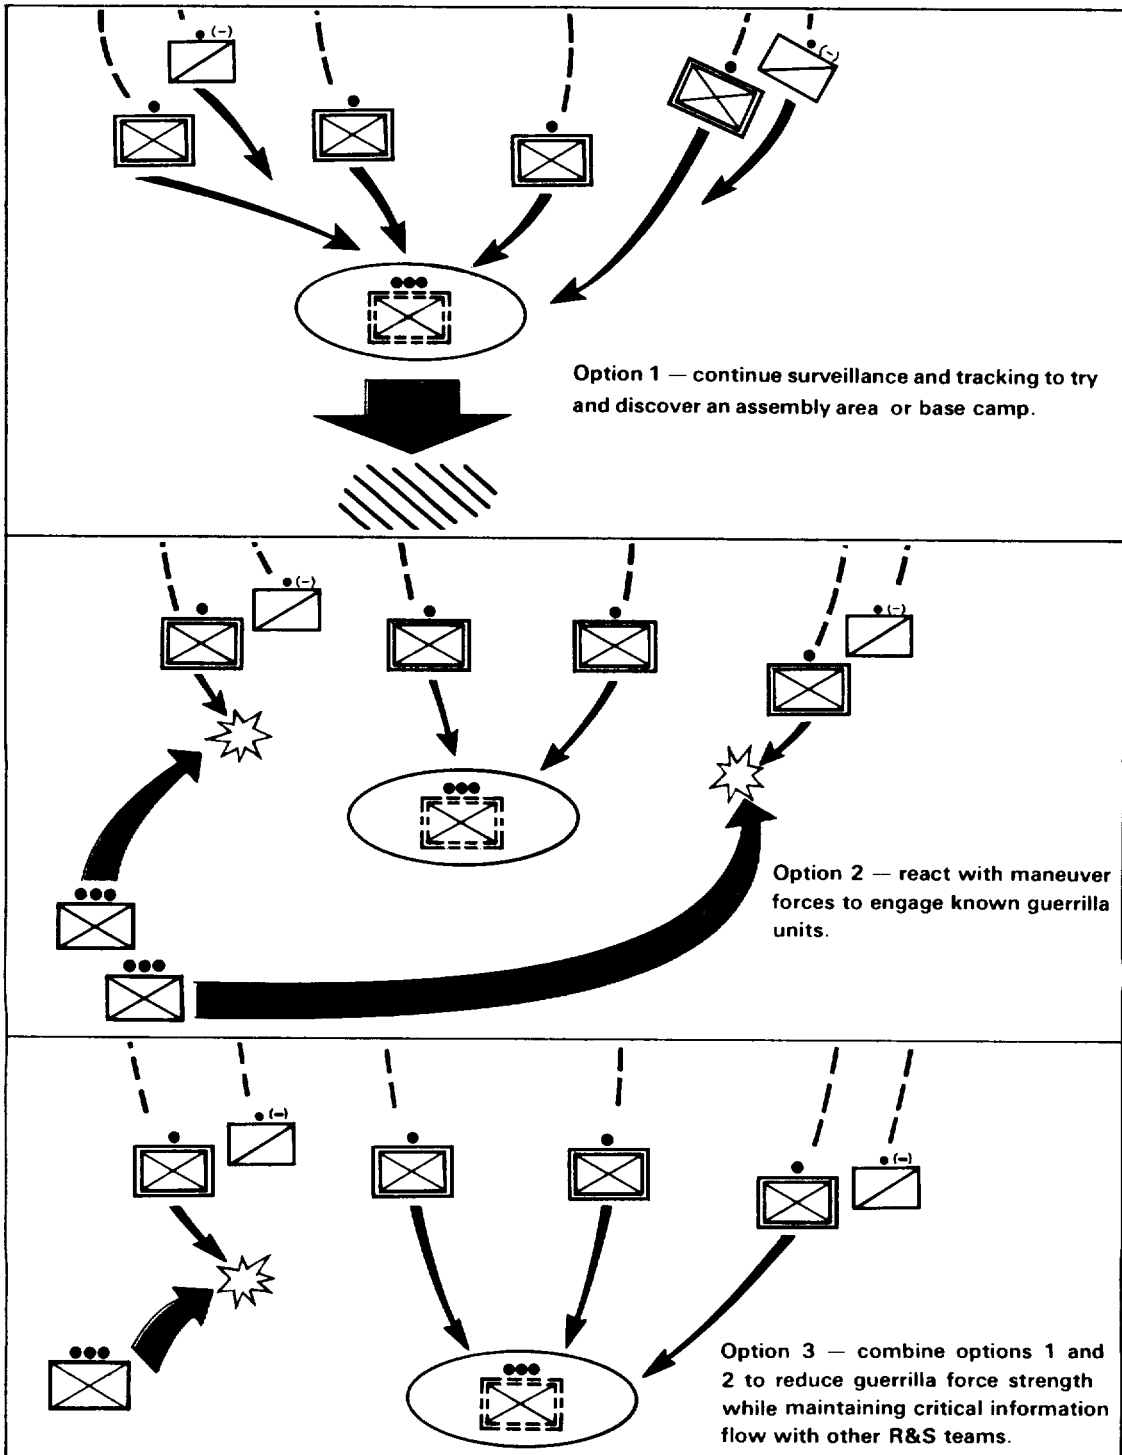 (-)
(-)
Option 1 — continue surveillance and tracking to try
and discover an assembly area or base camp.
(-)
(-)
Option 2 — react with maneuver
forces to engage known guerrilla
units.
(-)
(-)
Option 3 — combine options 1 and
2 to reduce guerrilla force strength
while maintaining critical information
flow with other R&S teams.